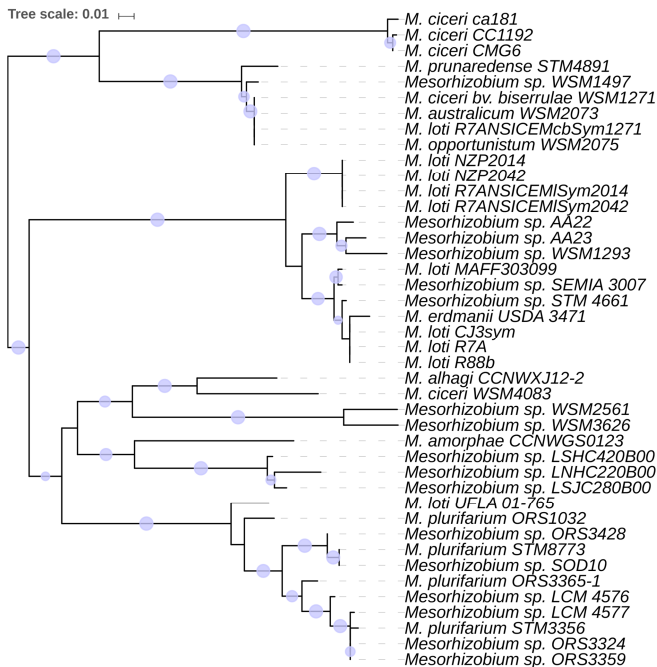 Tree scale: 0.01
M. ciceri ca181
M. ciceri CC1192
M. ciceri CMG6
M. prunaredense STM4891
Mesorhizobium sp. WSM1497
M. ciceri bv. biserrulae WSM1271
M. australicum WSM2073
M. loti R7ANSICEMcbSym1271
M. opportunistum WSM2075
M. loti NZP2014
M. loti NZP2042
M. loti R7ANSICEMlSym2014
M. loti R7ANSICEMlSym2042
Mesorhizobium sp. AA22
Mesorhizobium sp. AA23
Mesorhizobium sp. WSM1293
M. loti MAFF303099
Mesorhizobium sp. SEMIA 3007
Mesorhizobium sp. STM 4661
M. erdmanii USDA 3471
M. loti CJ3sym
M. loti R7A
M. loti R88b
M. alhagi CCNWXJ12-2
M. ciceri WSM4083
Mesorhizobium sp. WSM2561
Mesorhizobium sp. WSM3626
M. amorphae CCNWGS0123
Mesorhizobium sp. LSHC420B00
Mesorhizobium sp. LNHC220B00
Mesorhizobium sp. LSJC280B00
M. loti UFLA 01-765
M. plurifarium ORS1032
Mesorhizobium sp. ORS3428
M. plurifarium STM8773
Mesorhizobium sp. SOD10
M. plurifarium ORS3365-1
Mesorhizobium sp. LCM 4576
Mesorhizobium sp. LCM 4577
M. plurifarium STM3356
Mesorhizobium sp. ORS3324
Mesorhizobium sp. ORS3359